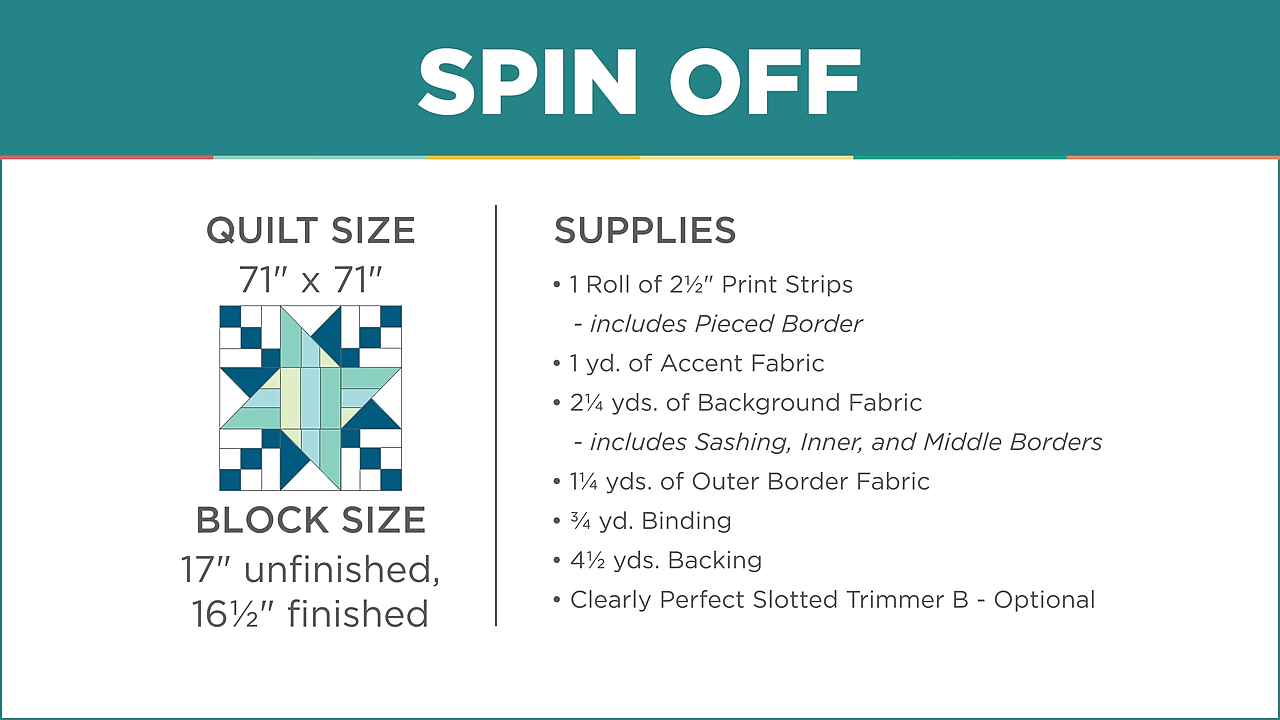 SPIN OFF
QUILT SIZE
71" x 71"
BLOCK SIZE
17" unfinished,
16½" finished
SUPPLIES
• 1 Roll of 2½" Print Strips
- includes Pieced Border
• 1 yd. of Accent Fabric
• 2¼ yds. of Background Fabric
- includes Sashing, Inner, and Middle Borders
• 1¼ yds. of Outer Border Fabric
• ¾ yd. Binding
• 4½ yds. Backing
• Clearly Perfect Slotted Trimmer B - Optional